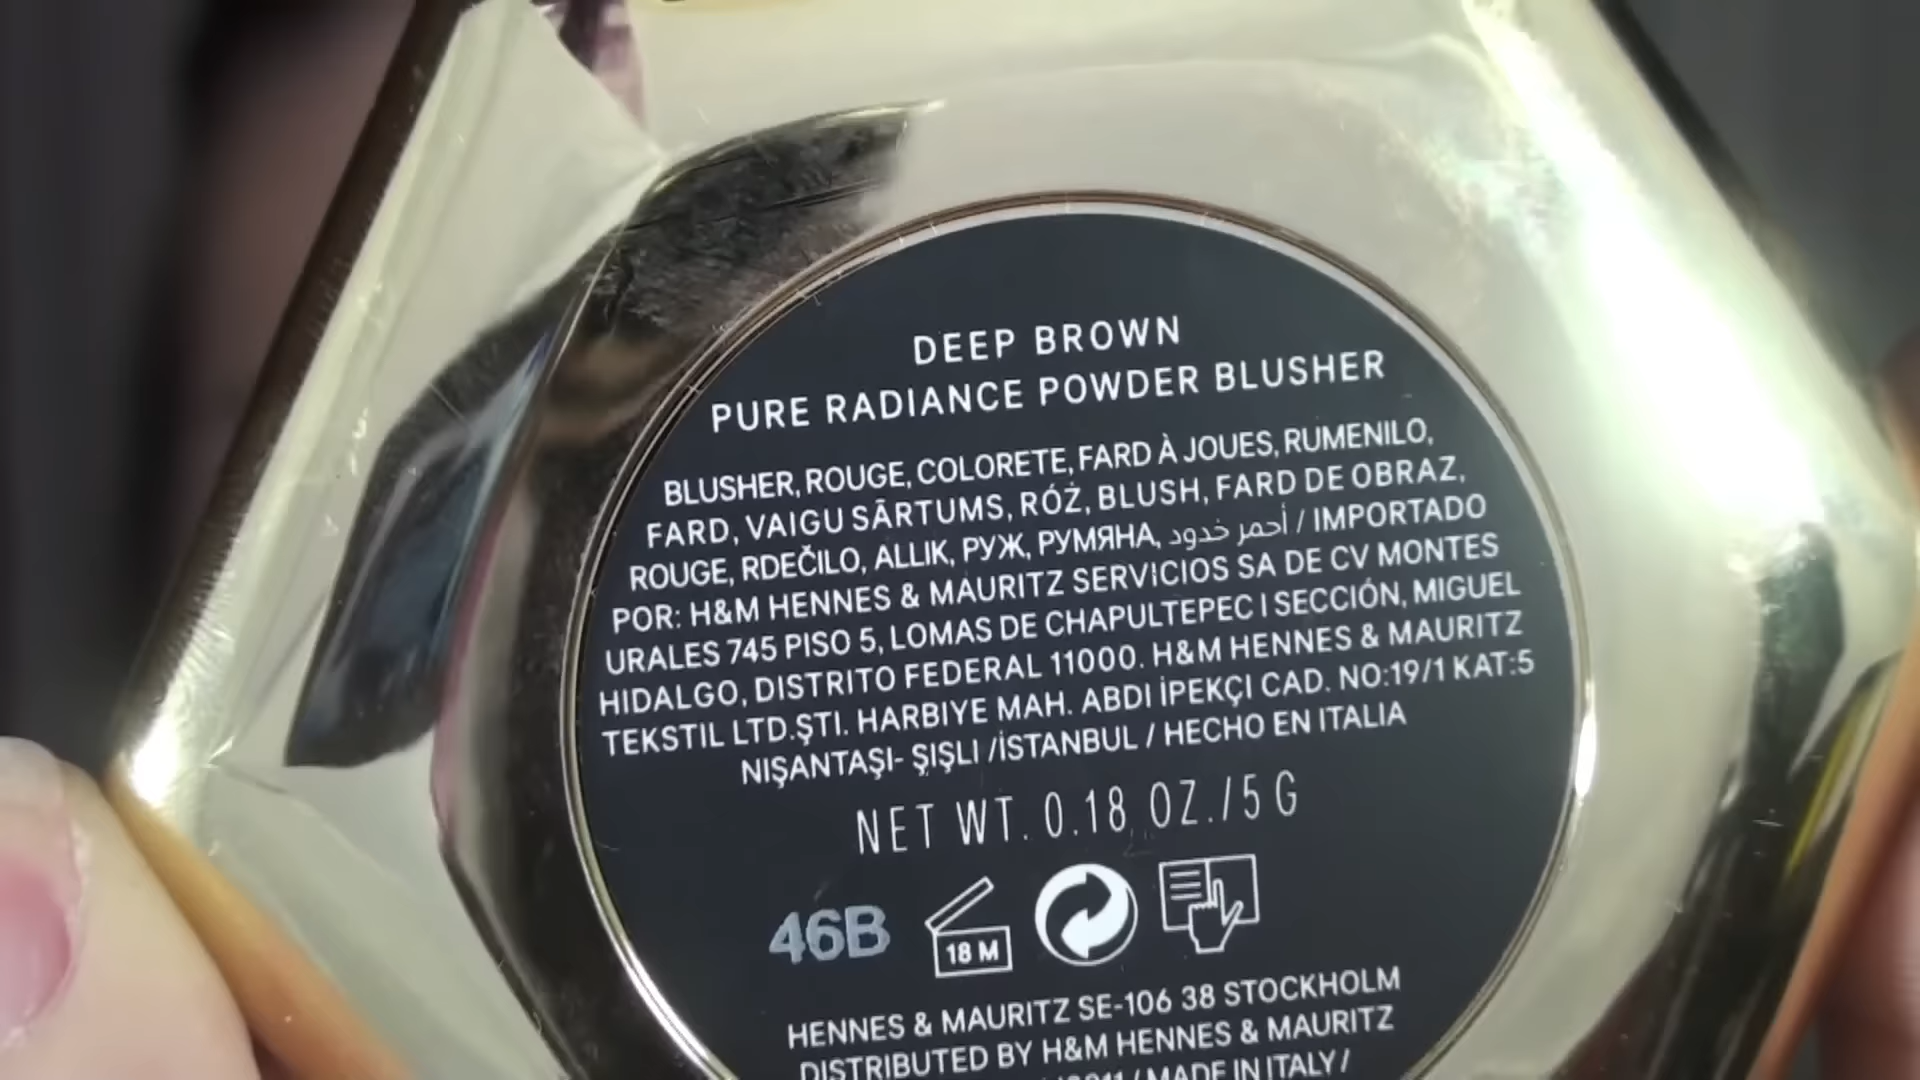 DEEP BROWN
PURE RADIANCE POWDER BLUSHER
BLUSHER, ROUGE, COLORETE, FARD À JOUES, RUMENILO,
FARD, VAIGU SĀRTUMS, RÓŻ, BLUSH, FARD DE OBRAZ,
ROUGE, RDEČILO, ALLIK, РУЖ, РУМЯНА, أحمر خدود / IMPORTADO
POR: H&M HENNES & MAURITZ SERVICIOS SA DE CV MONTES
URALES 745 PISO 5, LOMAS DE CHAPULTEPEC I SECCIÓN, MIGUEL
HIDALGO, DISTRITO FEDERAL 11000. H&M HENNES & MAURITZ
TEKSTIL LTD.ŞTI. HARBIYE MAH. ABDI İPEKÇI CAD. NO:19/1 KAT:5
NIŞANTAŞI- ŞIŞLI /İSTANBUL / HECHO EN ITALIA
NET WT. 0.18 OZ./5 G
46B
18 M
HENNES & MAURITZ SE-106 38 STOCKHOLM
DISTRIBUTED BY H&M HENNES & MAURITZ
/ MADE IN ITALY /